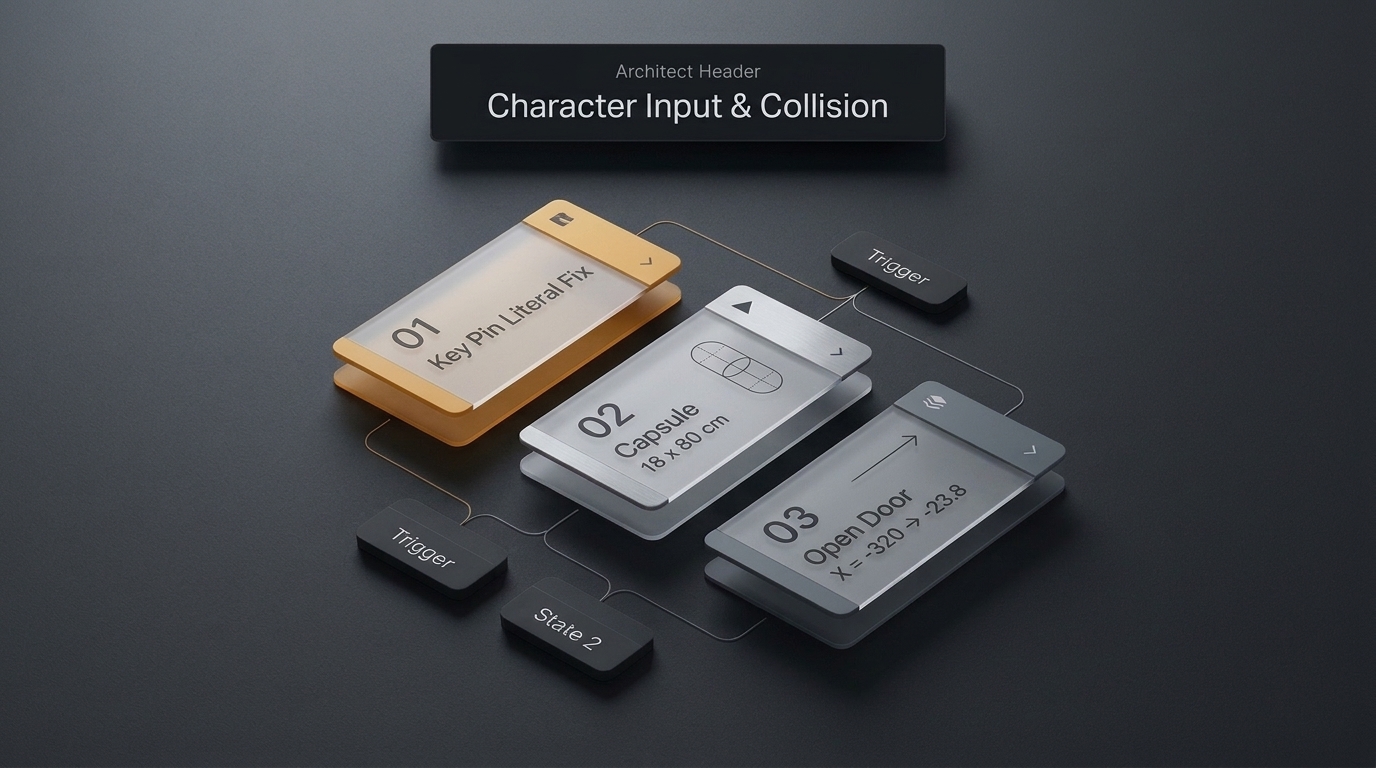 Architect Header
Character Input & Collision
01
Key Pin Literal Fix
Trigger
02
Capsule
18 x 80 cm
03
Open Door
X = -320 → -23.8
Trigger
State 2